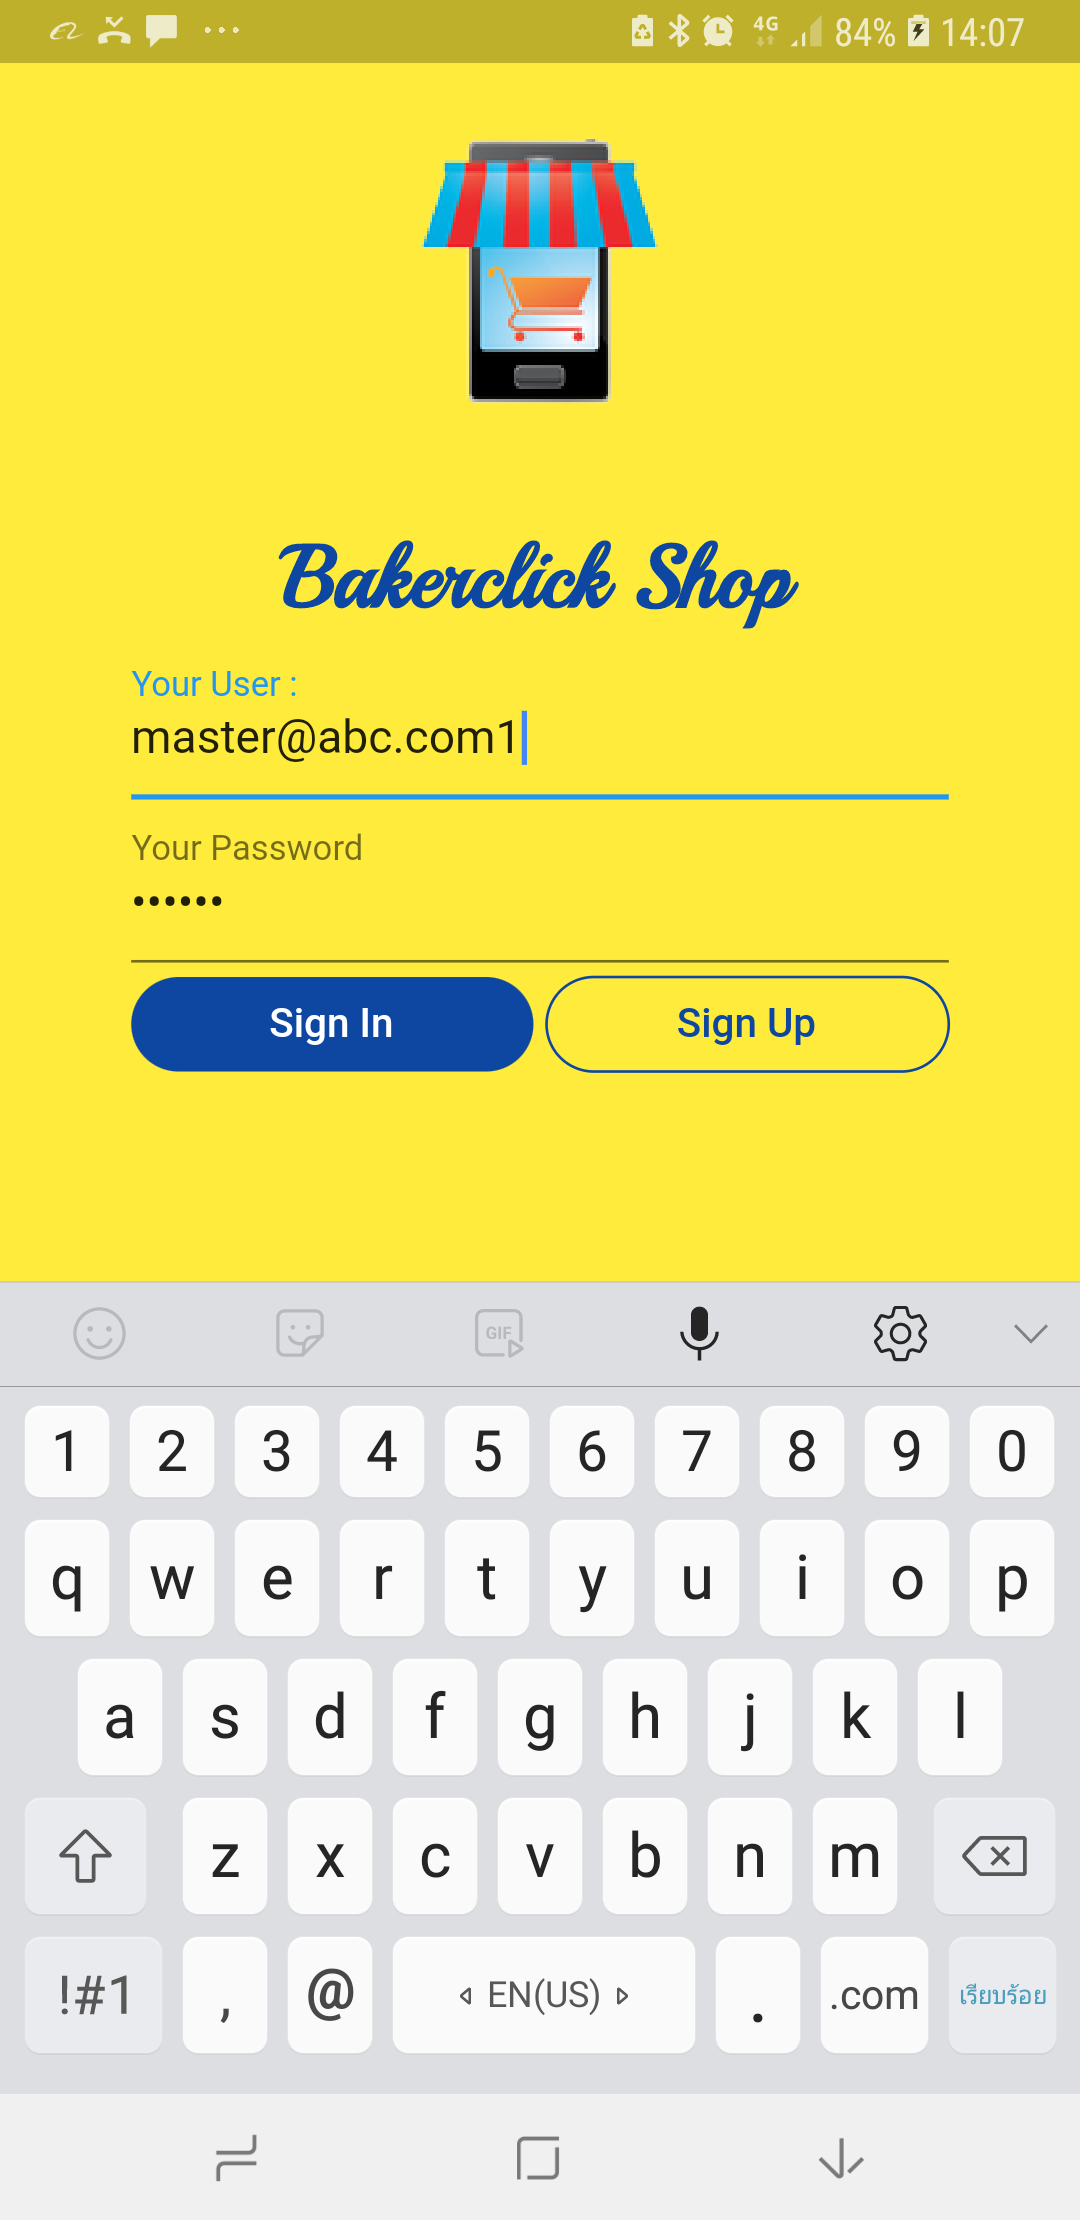 4G 84% 14:07
Bakerclick Shop
Your User :
master@abc.com1
Your Password
••••••
Sign In Sign Up
GIF
1 2 3 4 5 6 7 8 9 0
q w e r t y u i o p
a s d f g h j k l
z x c v b n m
!#1 , @ EN(US) . .com เรียบร้อย